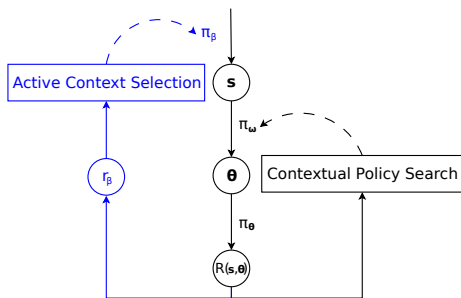 π_β
Active Context Selection
s
π_ω
r_β
θ
Contextual Policy Search
π_θ
R(s,θ)